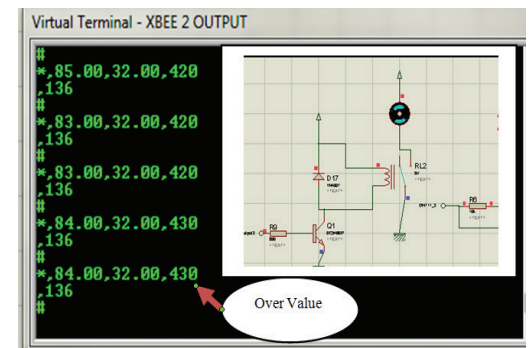 Virtual Terminal - XBEE 2 OUTPUT
#
*,85.00,32.00,420
,136
#
*,83.00,32.00,420
,136
#
*,83.00,32.00,420
,136
#
*,84.00,32.00,430
,136
#
*,84.00,32.00,430
,136
#
D17
RL2
R9
Q1
R6
Over Value